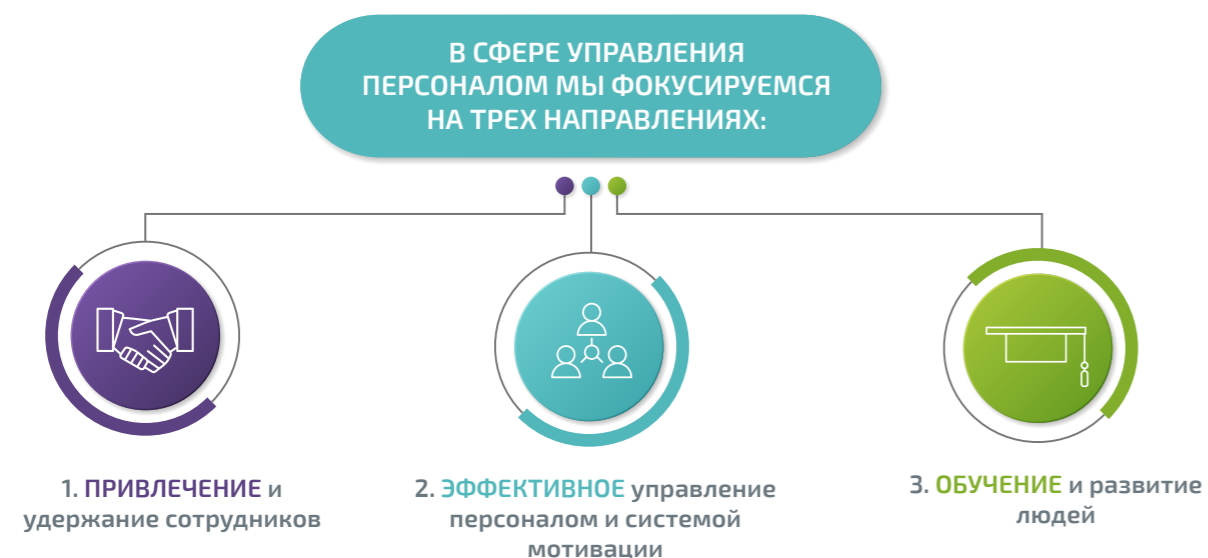 В СФЕРЕ УПРАВЛЕНИЯ
ПЕРСОНАЛОМ МЫ ФОКУСИРУЕМСЯ
НА ТРЕХ НАПРАВЛЕНИЯХ:
1. ПРИВЛЕЧЕНИЕ и
удержание сотрудников
2. ЭФФЕКТИВНОЕ управление
персоналом и системой
мотивации
3. ОБУЧЕНИЕ и развитие
людей